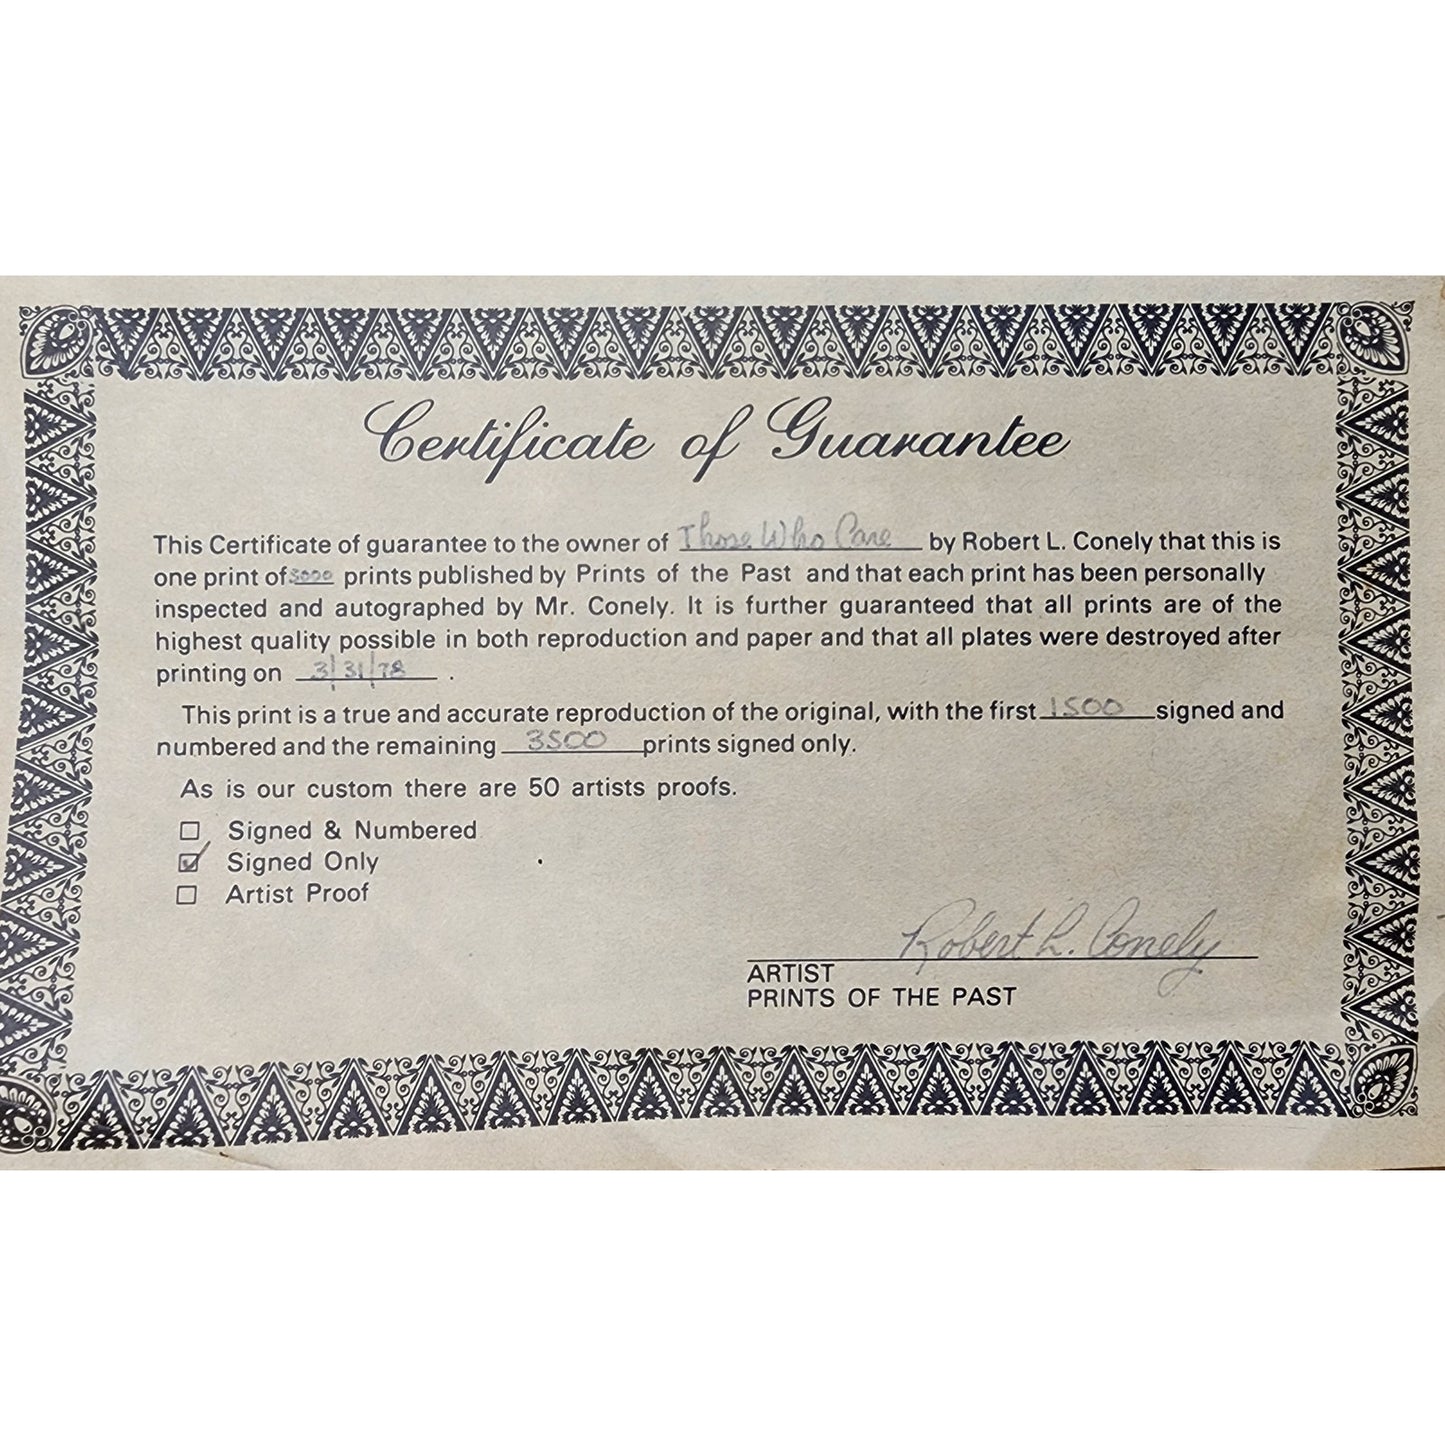 Certificate of Guarantee
This Certificate of guarantee to the owner of Those Who Care by Robert L. Conely that this is
one print of 5000 prints published by Prints of the Past and that each print has been personally
inspected and autographed by Mr. Conely. It is further guaranteed that all prints are of the
highest quality possible in both reproduction and paper and that all plates were destroyed after
printing on 3/31/78 .
This print is a true and accurate reproduction of the original, with the first 1500 signed and
numbered and the remaining 3500 prints signed only.
As is our custom there are 50 artists proofs.
Signed & Numbered
Signed Only
Artist Proof
Robert L. Conely
ARTIST
PRINTS OF THE PAST